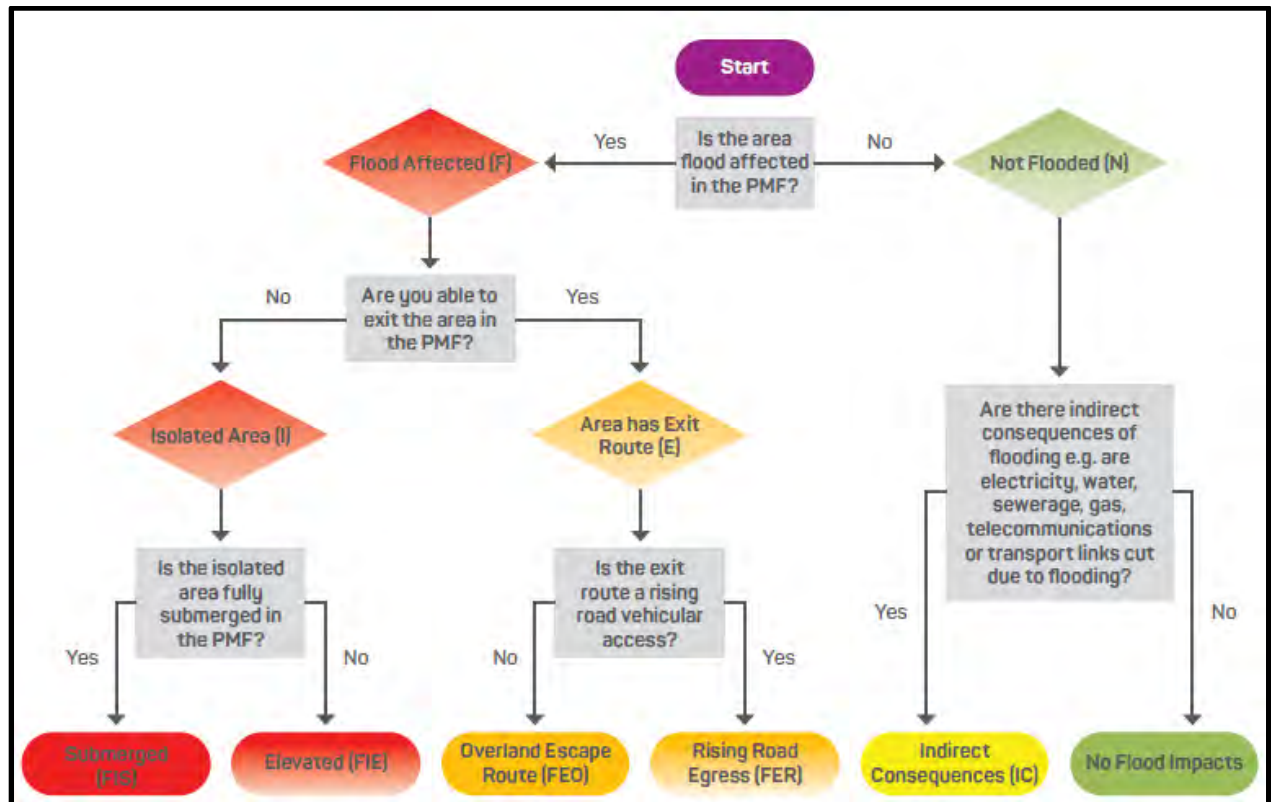 Start
Is the area
flood affected
in the PMF?
Yes
No
Flood Affected (F)
Not Flooded (N)
Are you able to
exit the area in
the PMF?
No
Yes
Isolated Area (I)
Area has Exit
Route (E)
Are there indirect
consequences of
flooding e.g. are
electricity, water,
sewerage, gas,
telecommunications
or transport links cut
due to flooding?
Is the isolated
area fully
submerged in
the PMF?
Is the exit
route a rising
road vehicular
access?
Yes
No
No
Yes
Yes
No
Submerged
(FIS)
Elevated (FIE)
Overland Escape
Route (FEO)
Rising Road
Egress (FER)
Indirect
Consequences (IC)
No Flood Impacts